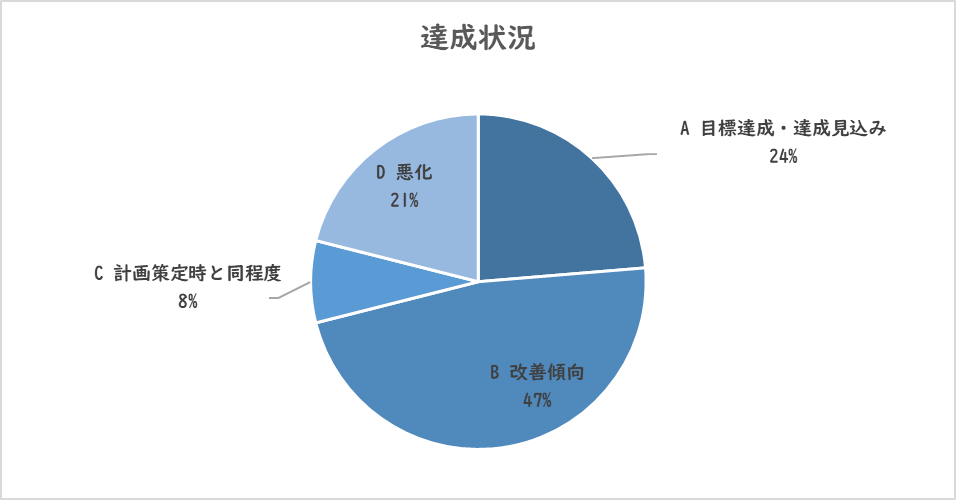 達成状況
A 目標達成・達成見込み
24%
B 改善傾向
47%
C 計画策定時と同程度
8%
D 悪化
21%